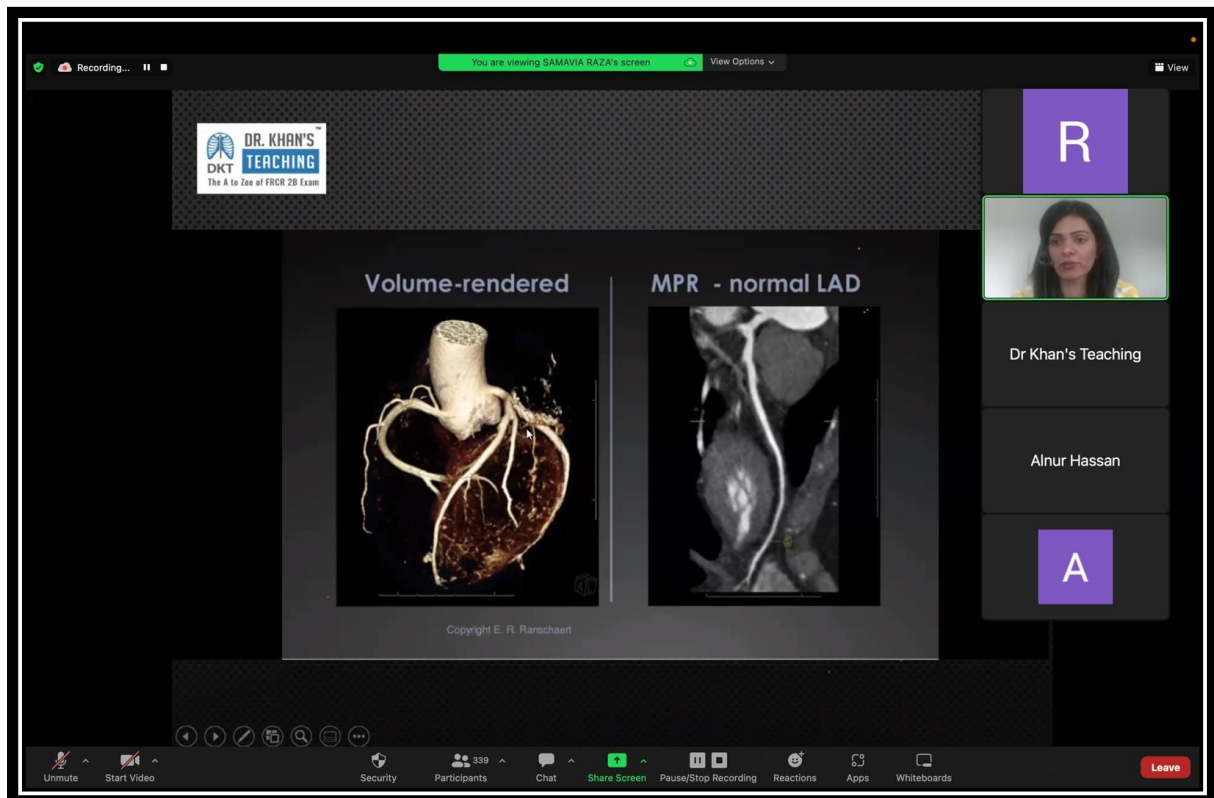 Recording...
You are viewing SAMAVIA RAZA's screen
View Options
View
DR. KHAN'S™
DKT
TEACHING
The A to Zee of FRCR 2B Exam
R
Volume-rendered
MPR - normal LAD
Dr Khan's Teaching
Alnur Hassan
A
Copyright E. R. Ranschaert
Unmute
Start Video
Security
339
Participants
Chat
Share Screen
Pause/Stop Recording
Reactions
Apps
Whiteboards
Leave